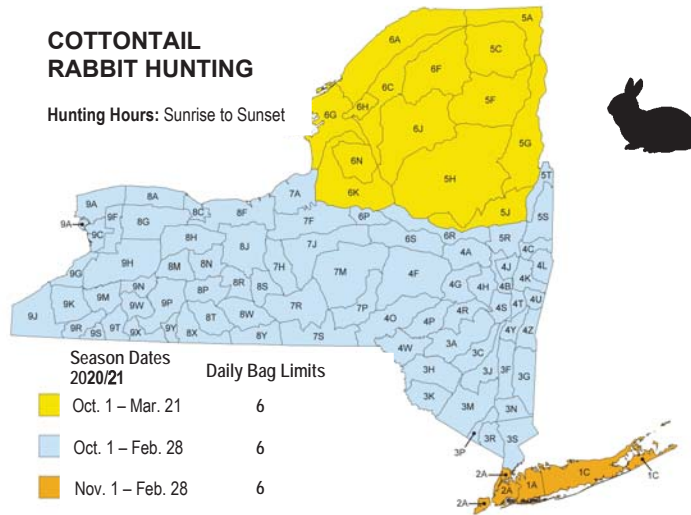 COTTONTAIL
RABBIT HUNTING
Hunting Hours: Sunrise to Sunset
5A
6A
5C
6F
6C
5F
6H
6G
6J
5G
6N
5H
6K
5T
5J
7A
6P
5S
9A
8A
8C
8F
7F
9A
9F
8G
6S
6R
5R
9C
8H
8J
7J
4A
4C
9H
8M
8N
7H
7M
4F
4J
4L
9G
4G
4H
4B
4K
9N
8P
8R
8S
9J
9K
9M
9W
9P
7R
7P
4R
4S
4T
4U
9R
9S
9T
9X
9Y
8X
8T
8W
8Y
7S
4O
4P
4Y
4Z
4W
3A
3C
3H
3J
3F
3G
3K
3M
3N
3P
3R
3S
2A
2A
2A
1A
1C
1C
Season Dates
2020/21
Daily Bag Limits
Oct. 1 – Mar. 21 6
Oct. 1 – Feb. 28 6
Nov. 1 – Feb. 28 6